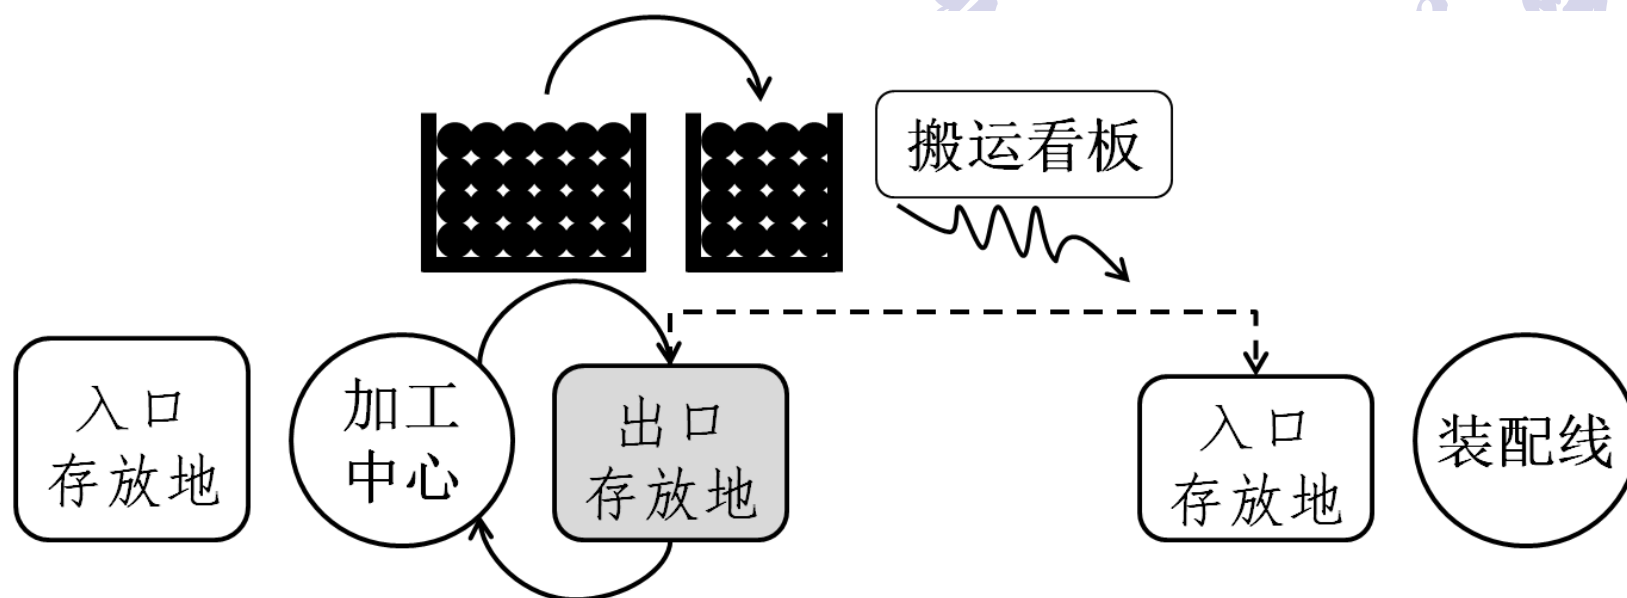 搬运看板
入口
存放地
加工
中心
出口
存放地
入口
存放地
装配线